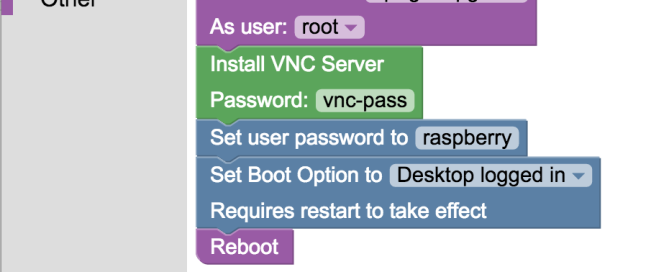 Other
As user: root
Install VNC Server
Password: vnc-pass
Set user password to raspberry
Set Boot Option to Desktop logged in
Requires restart to take effect
Reboot